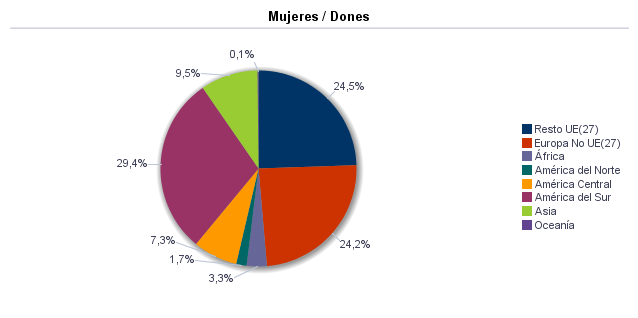 Mujeres / Dones
0,1%
9,5%
24,5%
29,4%
7,3%
1,7%
3,3%
24,2%
Resto UE(27)
Europa No UE(27)
África
América del Norte
América Central
América del Sur
Asia
Oceanía